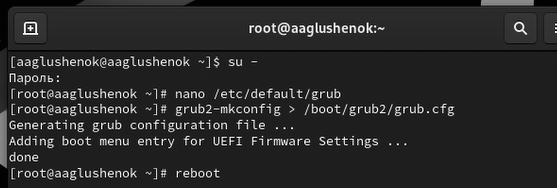 root@aaglushenok:~
[aaglushenok@aaglushenok ~]$ su -
Пароль:
[root@aaglushenok ~]# nano /etc/default/grub
[root@aaglushenok ~]# grub2-mkconfig > /boot/grub2/grub.cfg
Generating grub configuration file ...
Adding boot menu entry for UEFI Firmware Settings ...
done
[root@aaglushenok ~]# reboot